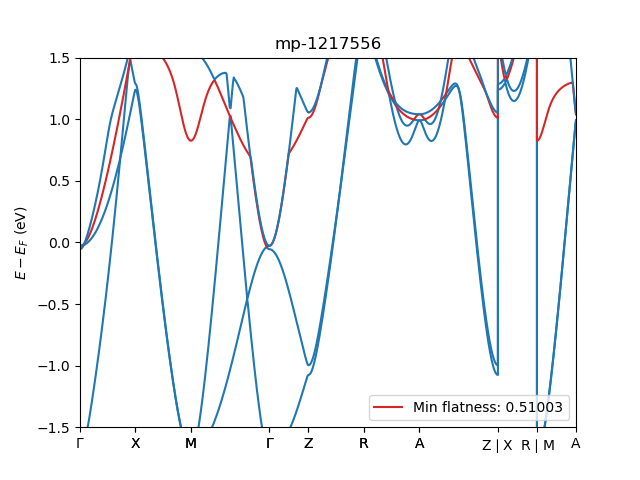 mp-1217556
E − E_F (eV)
1.5
1.0
0.5
0.0
−0.5
−1.0
−1.5
Min flatness: 0.51003
Γ X M Γ Z R A Z | X R | M A